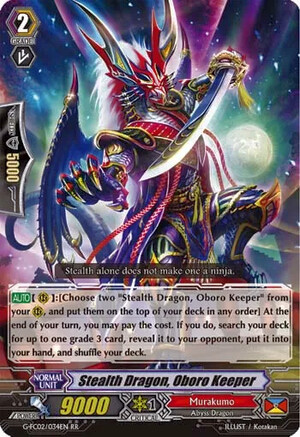 2
GRADE
5000
Stealth alone does not make one a ninja.
AUTO [ ]:[Choose two "Stealth Dragon, Oboro Keeper" from
your , and put them on the top of your deck in any order] At the
end of your turn, you may pay the cost. If you do, search your deck
for up to one grade 3 card, reveal it to your opponent, put it into
your hand, and shuffle your deck.
NORMAL
UNIT
Stealth Dragon, Oboro Keeper
POWER
9000
1
CRITICAL
Murakumo
Abyss Dragon
G-FC02/034EN RR
ILLUST / Kotakan